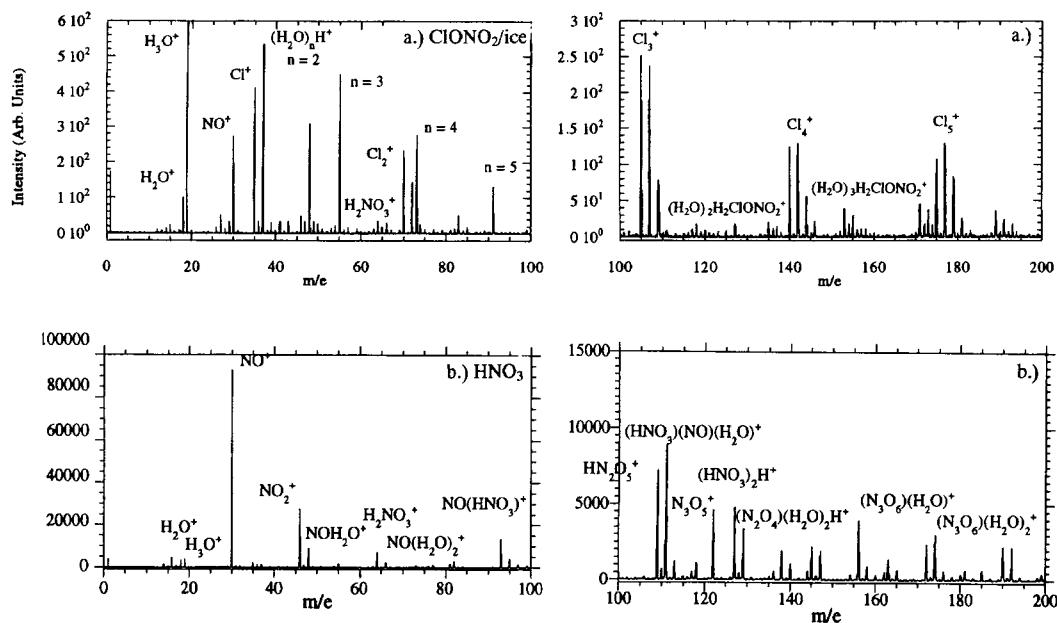 6 10²
5 10²
4 10²
3 10²
2 10²
1 10²
0 10⁰
Intensity (Arb. Units)
H₃O⁺
(H₂O)ₙH⁺
n = 2
a.) ClONO₂/ice
Cl⁺
n = 3
NO⁺
Cl₂⁺
n = 4
H₂O⁺
H₂NO₃⁺
n = 5
0 20 40 60 80 100
m/e
3 10²
2 10²
2 10²
1 10²
5 10¹
0 10⁰
Cl₃⁺
a.)
Cl₄⁺
Cl₅⁺
(H₂O)₂H₂ClONO₂⁺
(H₂O)₃H₂ClONO₂⁺
100 120 140 160 180 200
m/e
100000
80000
60000
40000
20000
0
NO⁺
b.) HNO₃
NO₂⁺
NO(HNO₃)⁺
H₂O⁺
H₃O⁺
NOH₂O⁺
H₂NO₃⁺
NO(H₂O)₂⁺
0 20 40 60 80 100
m/e
15000
10000
5000
0
b.)
(HNO₃)(NO)(H₂O)⁺
HN₂O₅⁺
(HNO₃)₂H⁺
N₃O₅⁺
(N₂O₄)(H₂O)₂H⁺
(N₃O₆)(H₂O)⁺
(N₃O₆)(H₂O)₂⁺
100 120 140 160 180 200
m/e